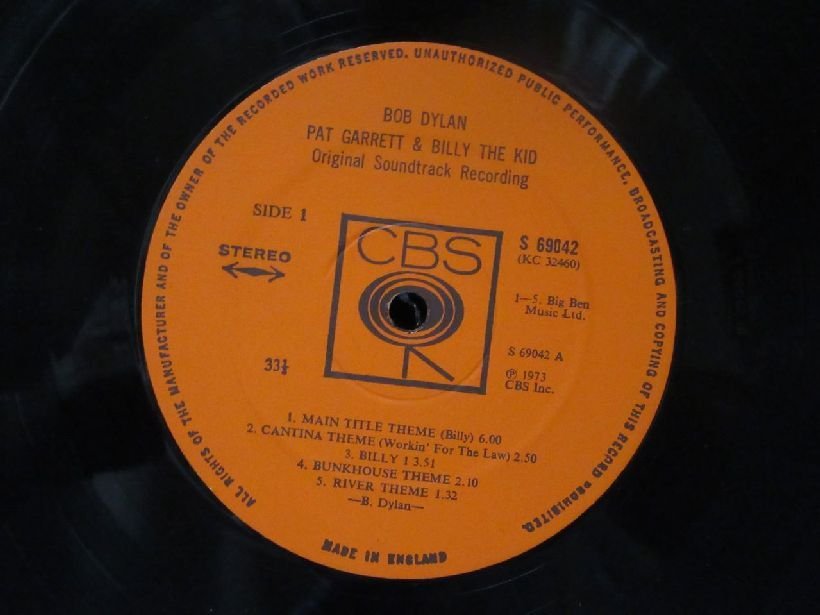 ALL RIGHTS OF THE MANUFACTURER AND OF THE OWNER OF THE RECORDED WORK RESERVED. UNAUTHORIZED PUBLIC PERFORMANCE, BROADCASTING AND COPYING OF THIS RECORD PROHIBITED.
BOB DYLAN
PAT GARRETT & BILLY THE KID
Original Soundtrack Recording
SIDE 1
STEREO
33⅓
CBS
S 69042
(KC 32460)
1—5. Big Ben
Music Ltd.
S 69042 A
℗ 1973
CBS Inc.
1. MAIN TITLE THEME (Billy) 6.00
2. CANTINA THEME (Workin' For The Law) 2.50
3. BILLY 1 3.51
4. BUNKHOUSE THEME 2.10
5. RIVER THEME 1.32
—B. Dylan—
MADE IN ENGLAND